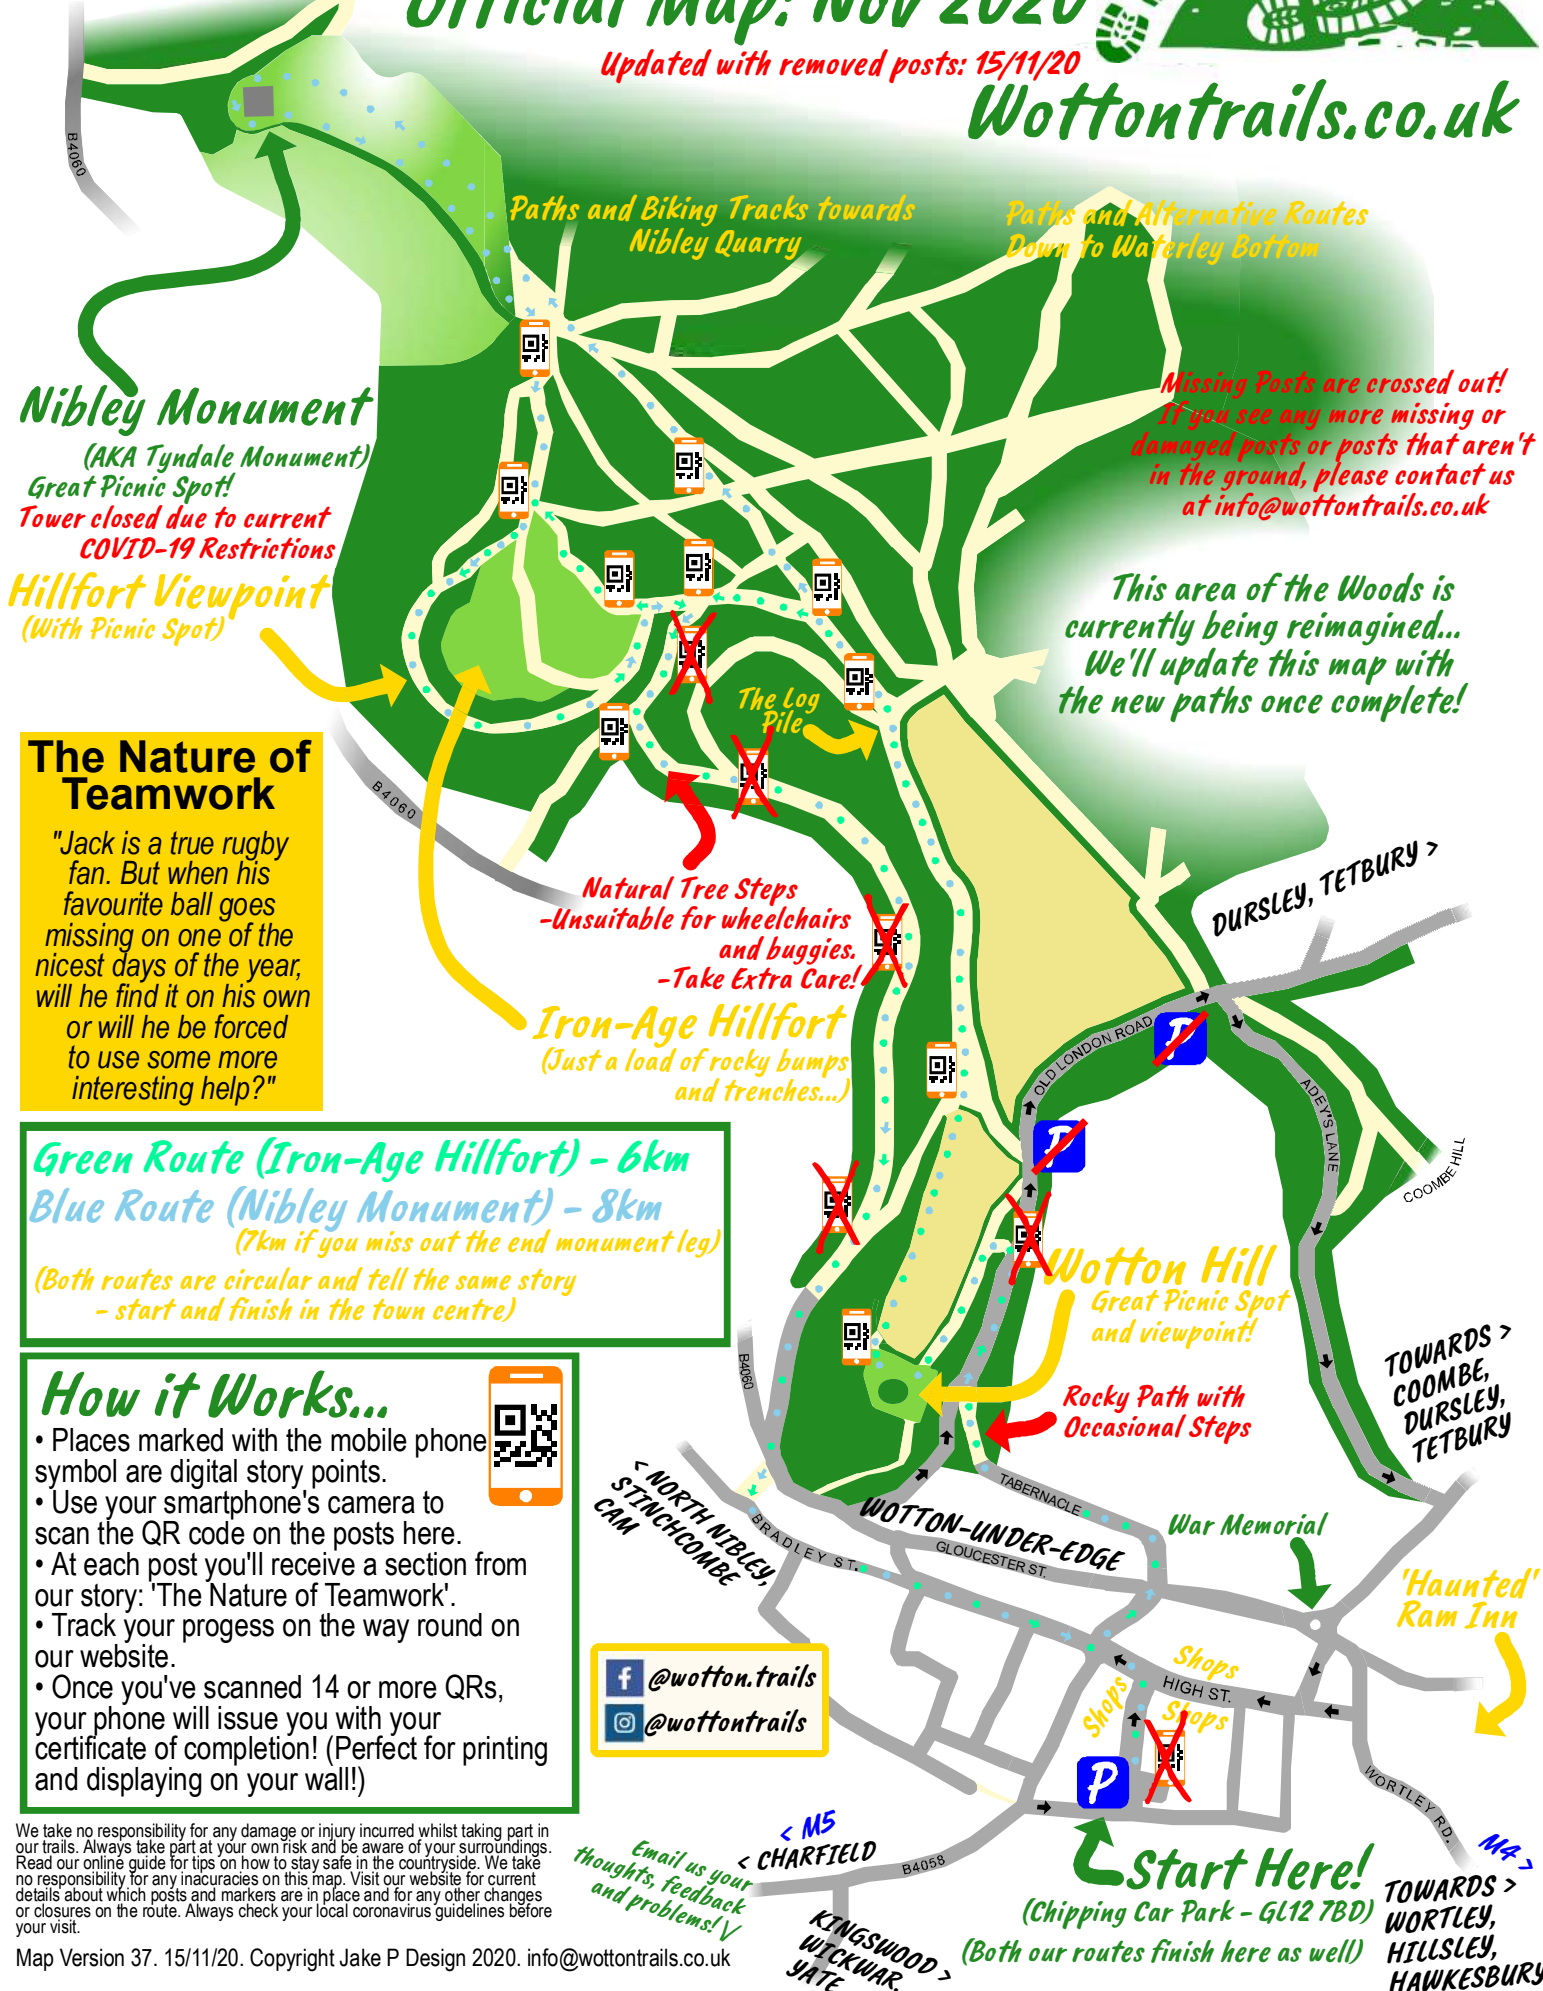 Official Map: Nov 2020
Updated with removed posts: 15/11/20
Wottontrails.co.uk
B4060
Paths and Biking Tracks towards
Nibley Quarry
Paths and Alternative Routes
Down to Waterley Bottom
Nibley Monument
(AKA Tyndale Monument)
Great Picnic Spot!
Tower closed due to current
COVID-19 Restrictions
Missing Posts are crossed out!
If you see any more missing or
damaged posts or posts that aren't
in the ground, please contact us
at info@wottontrails.co.uk
Hillfort Viewpoint
(With Picnic Spot)
This area of the Woods is
currently being reimagined...
We'll update this map with
the new paths once complete!
The Log
Pile
The Nature of
Teamwork
"Jack is a true rugby
fan. But when his
favourite ball goes
missing on one of the
nicest days of the year,
will he find it on his own
or will he be forced
to use some more
interesting help?"
B4060
Natural Tree Steps
-Unsuitable for wheelchairs
and buggies.
-Take Extra Care!
DURSLEY, TETBURY >
Iron-Age Hillfort
(Just a load of rocky bumps
and trenches...)
OLD LONDON ROAD
P
ADEY'S LANE
P
COOMBE HILL
Green Route (Iron-Age Hillfort) - 6km
Blue Route (Nibley Monument) - 8km
(7km if you miss out the end monument leg)
(Both routes are circular and tell the same story
- start and finish in the town centre)
Wotton Hill
Great Picnic Spot
and viewpoint!
B4060
Rocky Path with
Occasional Steps
TOWARDS >
COOMBE,
DURSLEY,
TETBURY
How it Works...
• Places marked with the mobile phone
symbol are digital story points.
• Use your smartphone's camera to
scan the QR code on the posts here.
• At each post you'll receive a section from
our story: 'The Nature of Teamwork'.
• Track your progess on the way round on
our website.
• Once you've scanned 14 or more QRs,
your phone will issue you with your
certificate of completion! (Perfect for printing
and displaying on your wall!)
< NORTH NIBLEY,
STINCHCOMBE
CAM
BRADLEY ST.
WOTTON-UNDER-EDGE
GLOUCESTER ST.
TABERNACLE
War Memorial
'Haunted'
Ram Inn
Shops
HIGH ST.
Shops
Shops
@wotton.trails
@wottontrails
P
WORTLEY RD.
M4 >
< M5
< CHARFIELD
B4058
Email us your
thoughts, feedback
and problems! \/
Start Here!
(Chipping Car Park - GL12 7BD)
(Both our routes finish here as well)
TOWARDS >
WORTLEY,
HILLSLEY,
HAWKESBURY
KINGSWOOD >
WICKWAR,
YATE
We take no responsibility for any damage or injury incurred whilst taking part in
our trails. Always take part at your own risk and be aware of your surroundings.
Read our online guide for tips on how to stay safe in the countryside. We take
no responsibility for any inacuracies on this map. Visit our website for current
details about which posts and markers are in place and for any other changes
or closures on the route. Always check your local coronavirus guidelines before
your visit.
Map Version 37. 15/11/20. Copyright Jake P Design 2020. info@wottontrails.co.uk